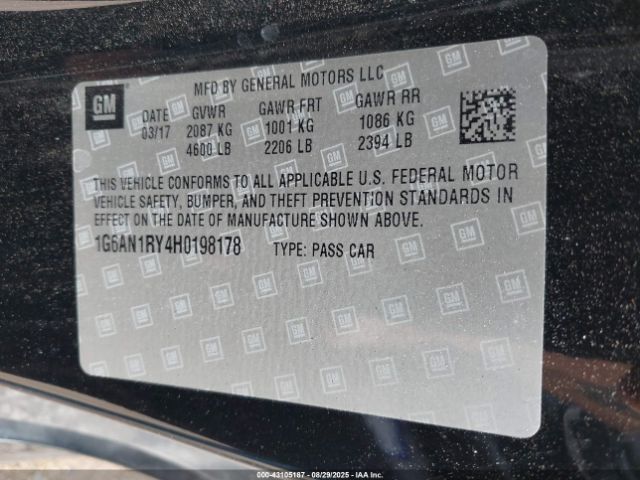 MFD BY GENERAL MOTORS LLC
GM
DATE GVWR GAWR FRT GAWR RR
03/17 2087 KG 1001 KG 1086 KG
4600 LB 2206 LB 2394 LB
THIS VEHICLE CONFORMS TO ALL APPLICABLE U.S. FEDERAL MOTOR
VEHICLE SAFETY, BUMPER, AND THEFT PREVENTION STANDARDS IN
EFFECT ON THE DATE OF MANUFACTURE SHOWN ABOVE.
1G6AN1RY4H0198178 TYPE: PASS CAR
000-43105187 - 08/29/2025 - IAAI.COM